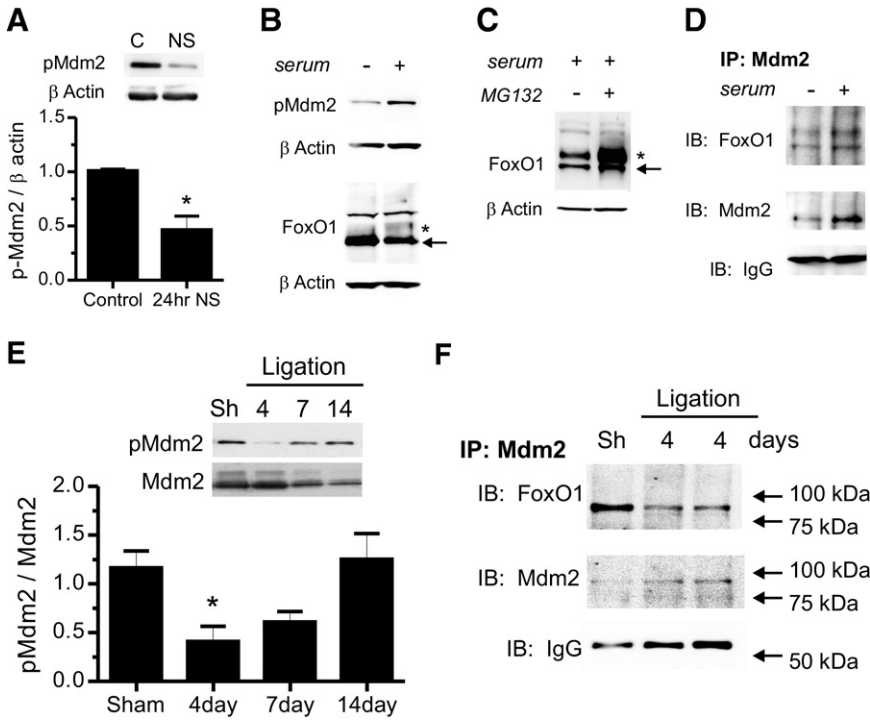 A
C NS
pMdm2
β Actin
p-Mdm2 / β actin
1.5
1.0
0.5
0.0
*
Control 24hr NS
B
serum - +
pMdm2
β Actin
FoxO1
*
β Actin
C
serum + +
MG132 +
FoxO1
*
β Actin
D
IP: Mdm2
serum - +
IB: FoxO1
IB: Mdm2
IB: IgG
E
Ligation
Sh 4 7 14
pMdm2
Mdm2
pMdm2 / Mdm2
2.0
1.5
1.0
0.5
0.0
*
Sham 4day 7day 14day
F
Ligation
IP: Mdm2 Sh 4 4 days
IB: FoxO1
100 kDa
75 kDa
IB: Mdm2
100 kDa
75 kDa
IB: IgG
50 kDa